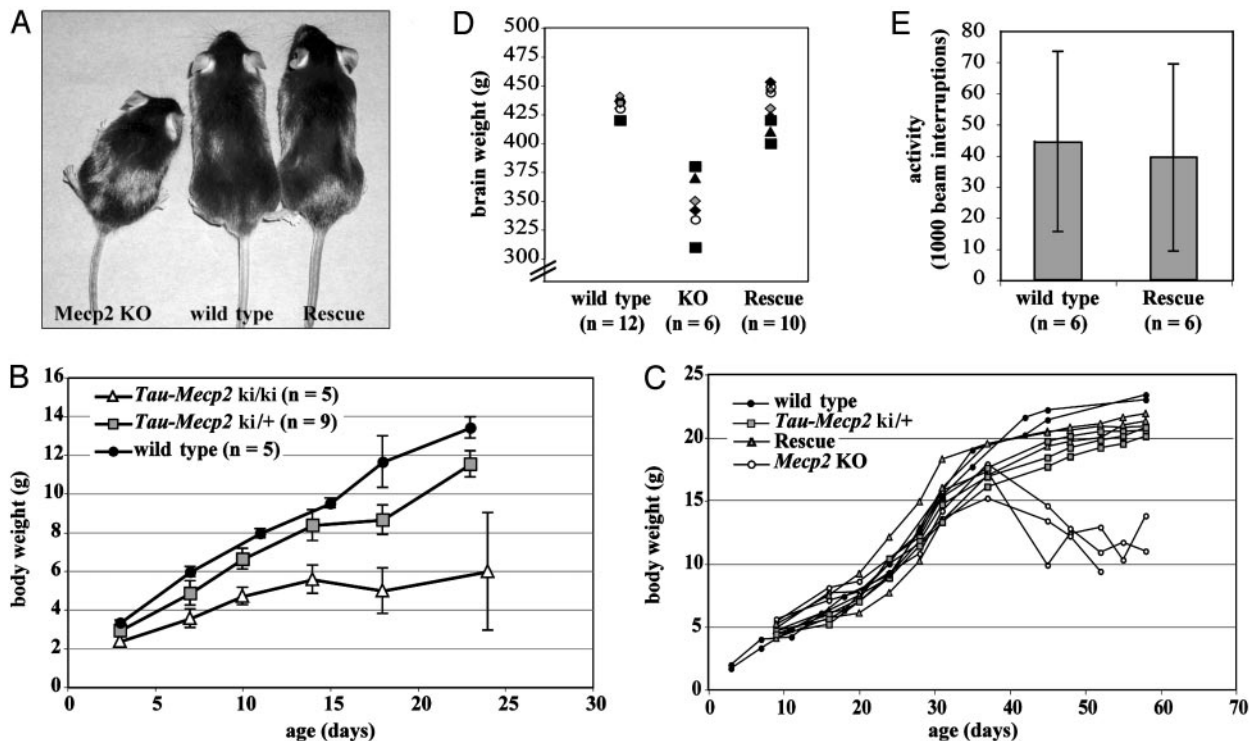 A
Mecp2 KO wild type Rescue
D
brain weight (g)
500
475
450
425
400
375
350
325
300
wild type KO Rescue
(n = 12) (n = 6) (n = 10)
E
activity
(1000 beam interruptions)
80
70
60
50
40
30
20
10
0
wild type Rescue
(n = 6) (n = 6)
B
body weight (g)
16
14
12
10
8
6
4
2
0
Tau-Mecp2 ki/ki (n = 5)
Tau-Mecp2 ki/+ (n = 9)
wild type (n = 5)
0 5 10 15 20 25 30
age (days)
C
body weight (g)
25
20
15
10
5
0
wild type
Tau-Mecp2 ki/+
Rescue
Mecp2 KO
0 10 20 30 40 50 60 70
age (days)